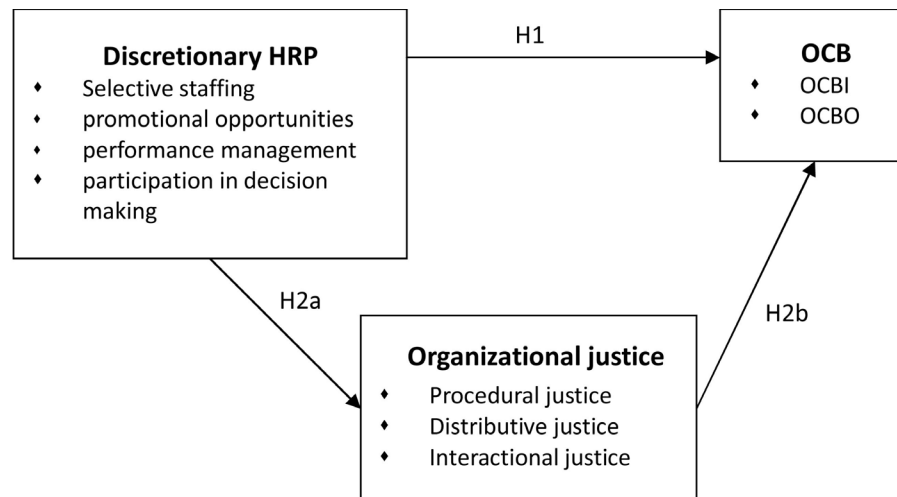 Discretionary HRP
♦ Selective staffing
♦ promotional opportunities
♦ performance management
♦ participation in decision
making
H1
OCB
♦ OCBI
♦ OCBO
H2a
H2b
Organizational justice
♦ Procedural justice
♦ Distributive justice
♦ Interactional justice